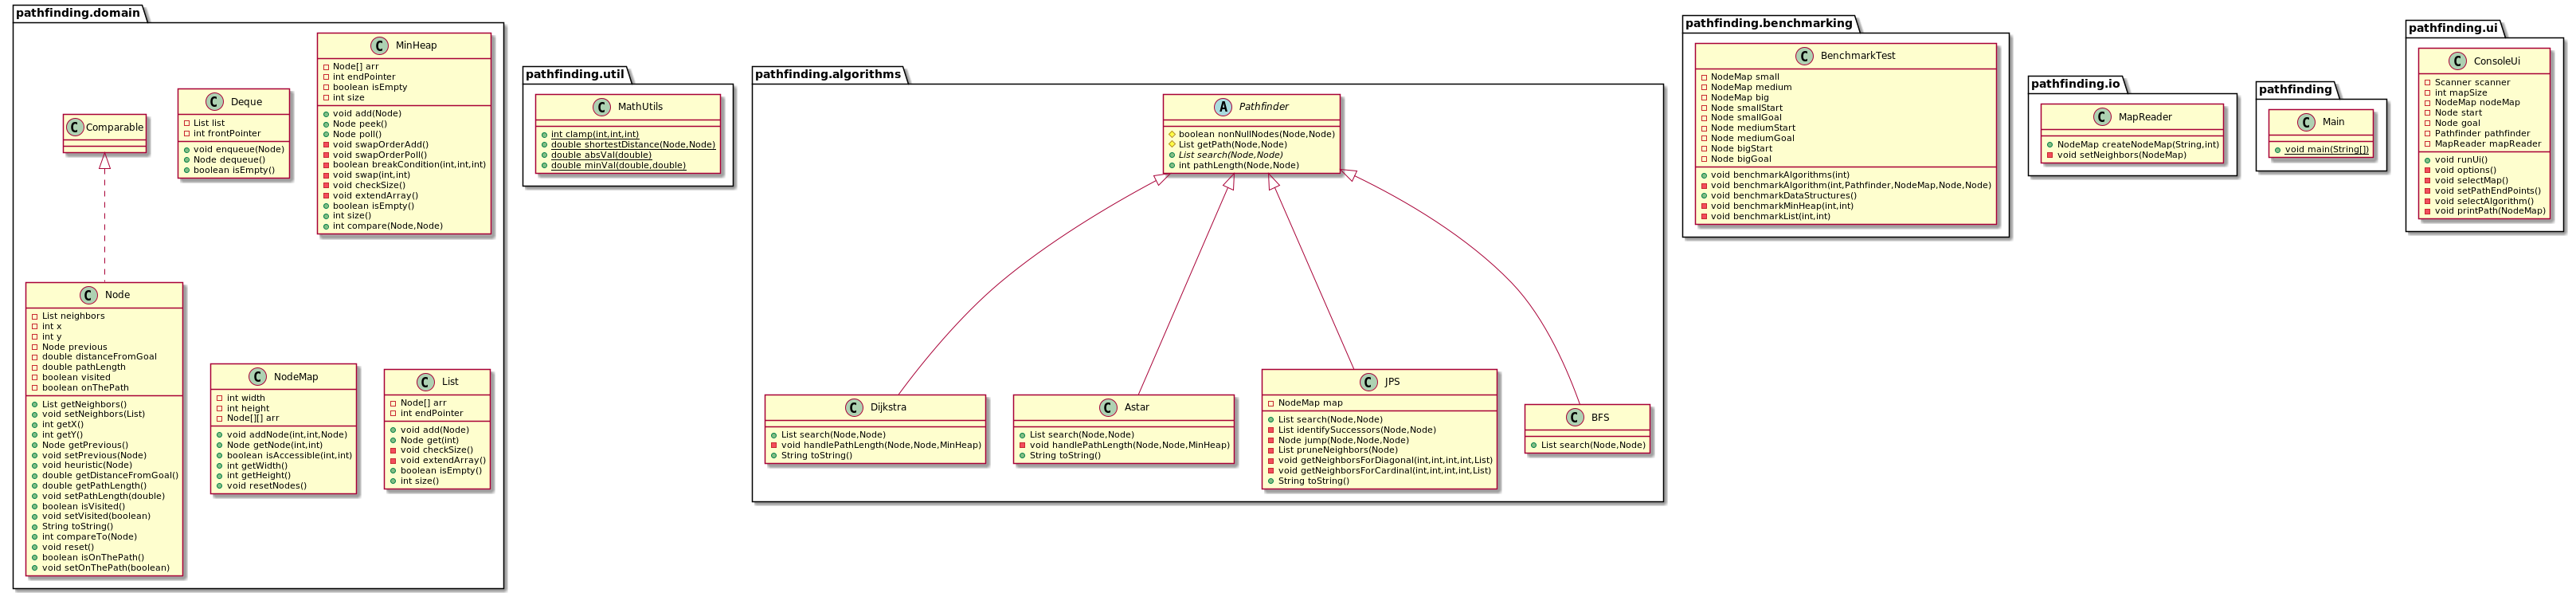 pathfinding.domain
Comparable
Deque
List list
int frontPointer
void enqueue(Node)
Node dequeue()
boolean isEmpty()
MinHeap
Node[] arr
int endPointer
boolean isEmpty
int size
void add(Node)
Node peek()
Node poll()
void swapOrderAdd()
void swapOrderPoll()
boolean breakCondition(int,int,int)
void swap(int,int)
void checkSize()
void extendArray()
boolean isEmpty()
int size()
int compare(Node,Node)
Node
List neighbors
int x
int y
Node previous
double distanceFromGoal
double pathLength
boolean visited
boolean onThePath
List getNeighbors()
void setNeighbors(List)
int getX()
int getY()
Node getPrevious()
void setPrevious(Node)
void heuristic(Node)
double getDistanceFromGoal()
double getPathLength()
void setPathLength(double)
boolean isVisited()
void setVisited(boolean)
String toString()
int compareTo(Node)
void reset()
boolean isOnThePath()
void setOnThePath(boolean)
NodeMap
int width
int height
Node[][] arr
void addNode(int,int,Node)
Node getNode(int,int)
boolean isAccessible(int,int)
int getWidth()
int getHeight()
void resetNodes()
List
Node[] arr
int endPointer
void add(Node)
Node get(int)
void checkSize()
void extendArray()
boolean isEmpty()
int size()
pathfinding.util
MathUtils
int clamp(int,int,int)
double shortestDistance(Node,Node)
double absVal(double)
double minVal(double,double)
pathfinding.algorithms
Pathfinder
boolean nonNullNodes(Node,Node)
List getPath(Node,Node)
List search(Node,Node)
int pathLength(Node,Node)
Dijkstra
List search(Node,Node)
void handlePathLength(Node,Node,MinHeap)
String toString()
Astar
List search(Node,Node)
void handlePathLength(Node,Node,MinHeap)
String toString()
JPS
NodeMap map
List search(Node,Node)
List identifySuccessors(Node,Node)
Node jump(Node,Node,Node)
List pruneNeighbors(Node)
void getNeighborsForDiagonal(int,int,int,int,List)
void getNeighborsForCardinal(int,int,int,int,List)
String toString()
BFS
List search(Node,Node)
pathfinding.benchmarking
BenchmarkTest
NodeMap small
NodeMap medium
NodeMap big
Node smallStart
Node smallGoal
Node mediumStart
Node mediumGoal
Node bigStart
Node bigGoal
void benchmarkAlgorithms(int)
void benchmarkAlgorithm(int,Pathfinder,NodeMap,Node,Node)
void benchmarkDataStructures()
void benchmarkMinHeap(int,int)
void benchmarkList(int,int)
pathfinding.io
MapReader
NodeMap createNodeMap(String,int)
void setNeighbors(NodeMap)
pathfinding
Main
void main(String[])
pathfinding.ui
ConsoleUi
Scanner scanner
int mapSize
NodeMap nodeMap
Node start
Node goal
Pathfinder pathfinder
MapReader mapReader
void runUi()
void options()
void selectMap()
void setPathEndPoints()
void selectAlgorithm()
void printPath(NodeMap)